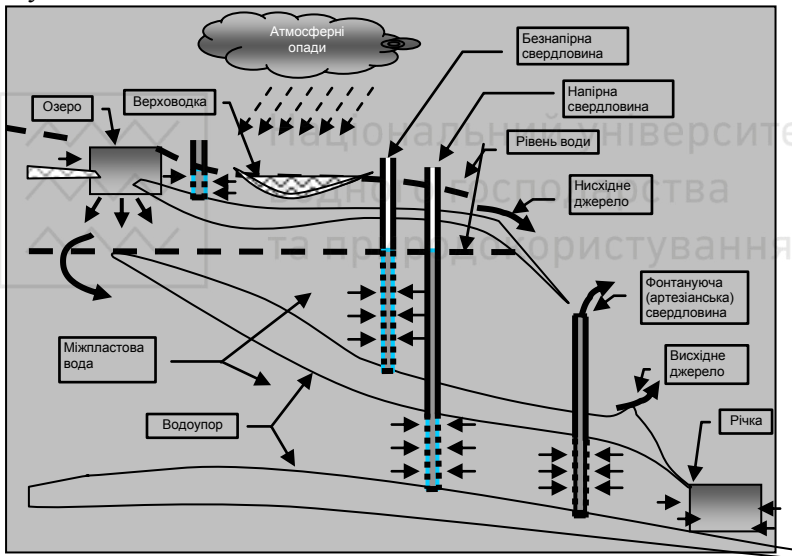 Атмосферні
опади
Безнапірна
свердловина
Напірна
свердловина
Озеро
Верховодка
Національний університе
Рівень води
водного господарства
Нисхідне
джерело
та природокористування
Фонтануюча
(артезіанська)
свердловина
Міжпластова
вода
Висхідне
джерело
Водоупор
Річка